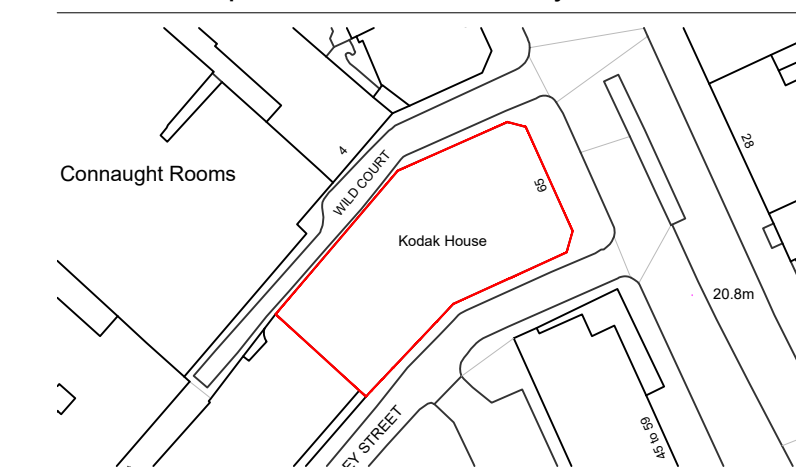 Connaught Rooms
4
WILD COURT
65
Kodak House
28
20.8m
EY STREET
45 to 59